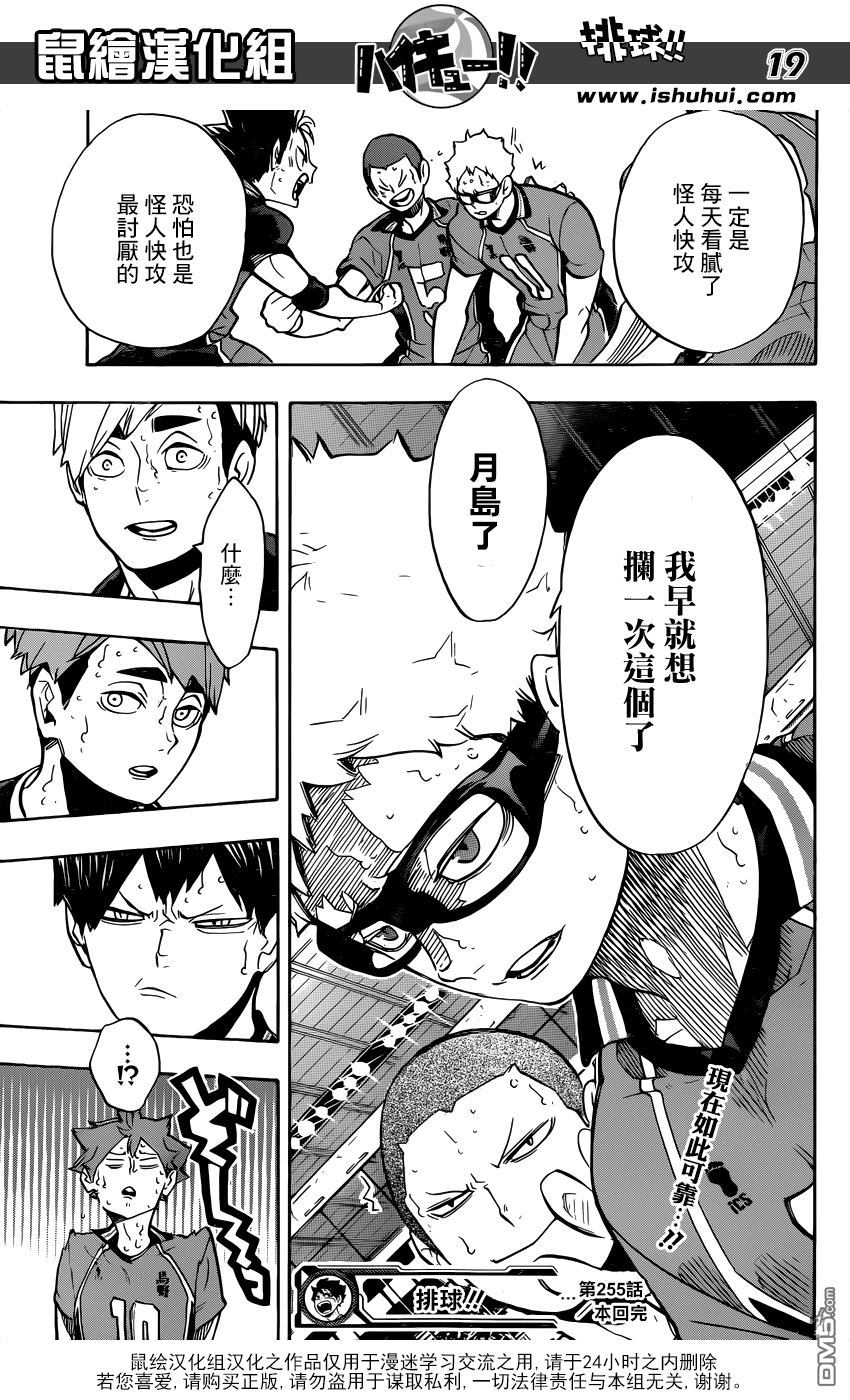 鼠繪漢化組
ハイキュー!!
排球!!
19
www.ishuhui.com
一定是
每天看膩了
怪人快攻
恐怕也是
怪人快攻
最討厭的
我早就想
攔一次這個了
月島了
什麼…
…!?
現在如此可靠…!!
排球!!
…第255話
／本回完
DM5.com
鼠绘汉化组汉化之作品仅用于漫迷学习交流之用, 请于24小时之内删除
若您喜爱, 请购买正版, 请勿盗用于谋取私利, 一切法律责任与本组无关, 谢谢。